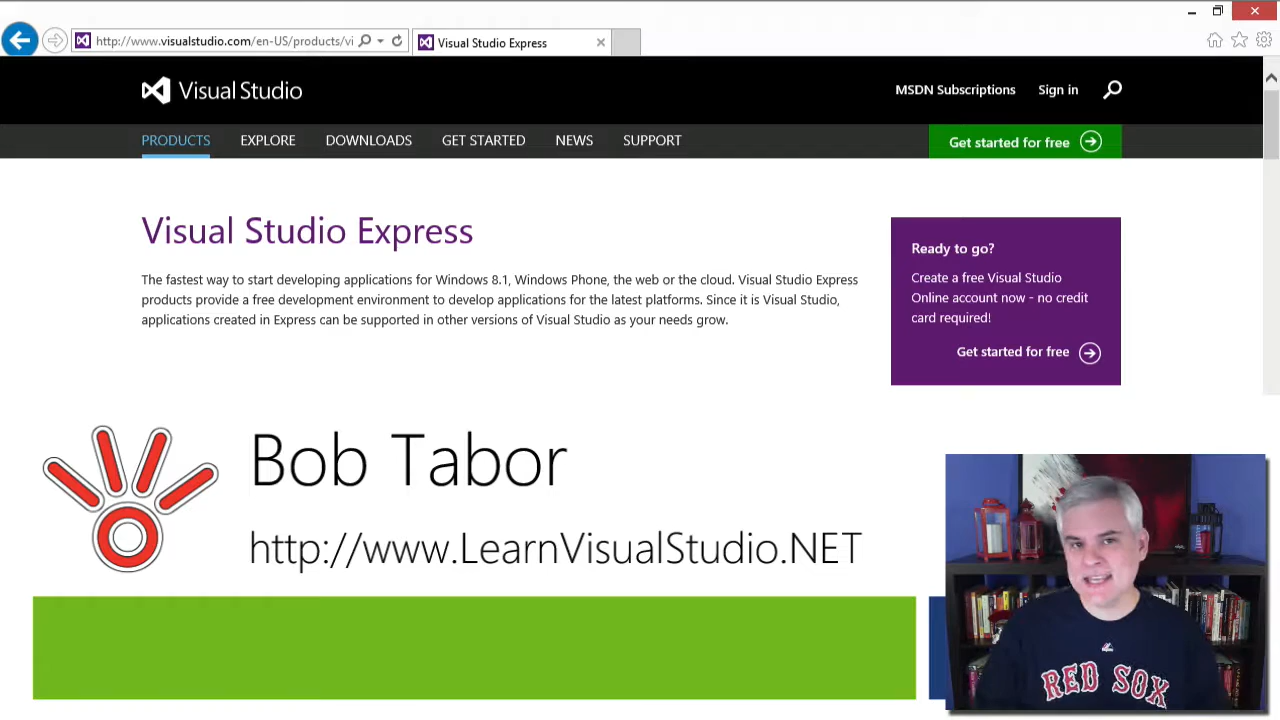 http://www.visualstudio.com/en-US/products/vi
Visual Studio Express
Visual Studio
MSDN Subscriptions
Sign in
PRODUCTS
EXPLORE
DOWNLOADS
GET STARTED
NEWS
SUPPORT
Get started for free
Visual Studio Express
The fastest way to start developing applications for Windows 8.1, Windows Phone, the web or the cloud. Visual Studio Express
products provide a free development environment to develop applications for the latest platforms. Since it is Visual Studio,
applications created in Express can be supported in other versions of Visual Studio as your needs grow.
Ready to go?
Create a free Visual Studio
Online account now - no credit
card required!
Get started for free
Bob Tabor
http://www.LearnVisualStudio.NET
RED SOX